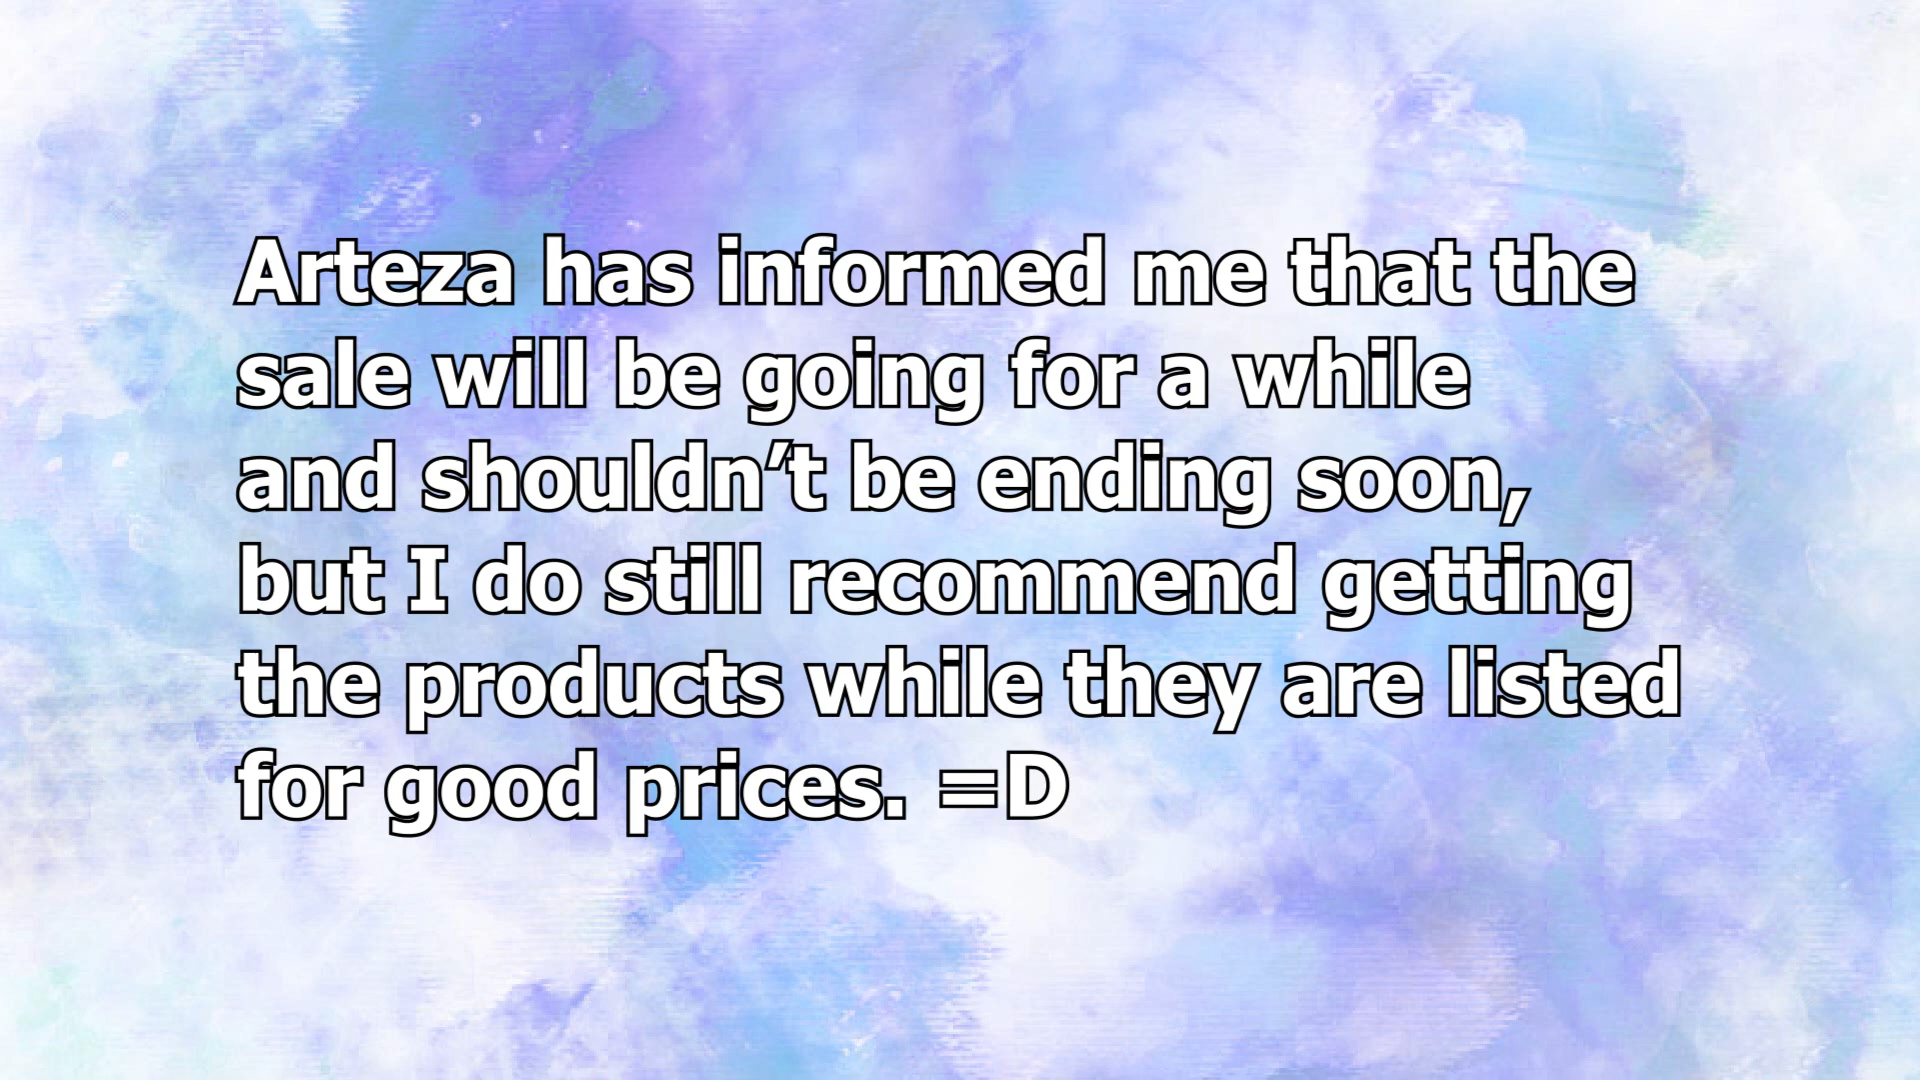 Arteza has informed me that the
sale will be going for a while
and shouldn’t be ending soon,
but I do still recommend getting
the products while they are listed
for good prices. =D